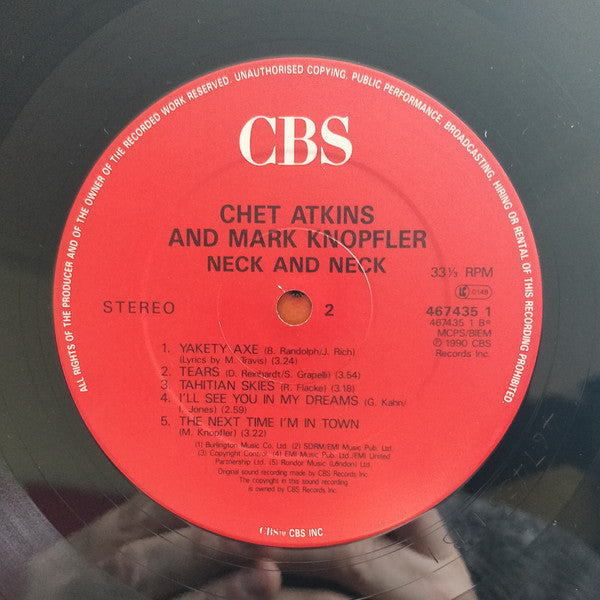 ALL RIGHTS OF THE PRODUCER AND OF THE OWNER OF THE RECORDED WORK RESERVED. UNAUTHORISED COPYING, PUBLIC PERFORMANCE, BROADCASTING, HIRING OR RENTAL OF THIS RECORDING PROHIBITED.
CBS
CHET ATKINS
AND MARK KNOPFLER
NECK AND NECK
33⅓ RPM
STEREO
2
LC 0149
467435 1
467435 1 B°
MCPS/BIEM
℗ 1990 CBS
Records Inc.
1. YAKETY AXE (B. Randolph/J. Rich)
(Lyrics by M. Travis) (3.24)
2. TEARS (D. Reinhardt/S. Grapelli) (3.54)
3. TAHITIAN SKIES (R. Flacke) (3.18)
4. I'LL SEE YOU IN MY DREAMS (G. Kahn/
I. Jones) (2.59)
5. THE NEXT TIME I'M IN TOWN
(M. Knopfler) (3.22)
(1) Burlington Music Co. Ltd. (2) SDRM/EMI Music Pub. Ltd.
(3) Copyright Control. (4) EMI Music Pub. Ltd./EMI United
Partnership Ltd. (5) Rondor Music (London) Ltd.
Original sound recording made by CBS Records Inc.
The copyright in this sound recording
is owned by CBS Records Inc.
CBS™ CBS INC.